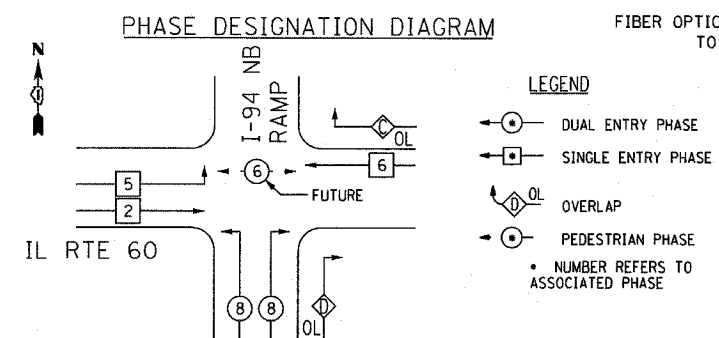 PHASE DESIGNATION DIAGRAM
FIBER OPTIC
TO
N
I-94 NB
RAMP
C
OL
6
6
FUTURE
5
2
IL RTE 60
8
8
D
OL
LEGEND
* DUAL ENTRY PHASE
* SINGLE ENTRY PHASE
D OL OVERLAP
* PEDESTRIAN PHASE
* NUMBER REFERS TO
ASSOCIATED PHASE